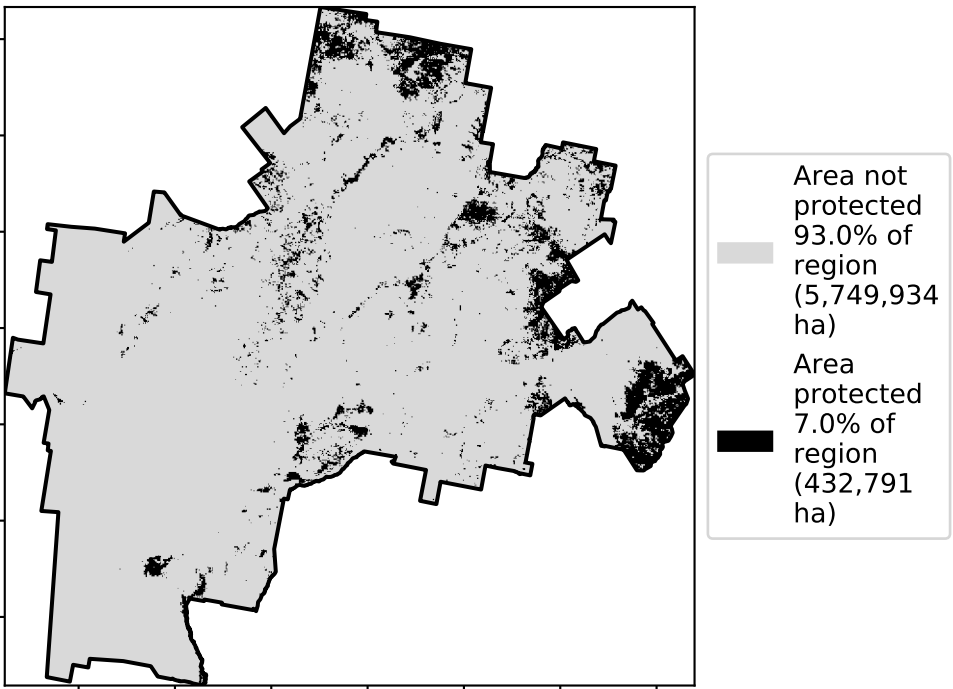 Area not
protected
93.0% of
region
(5,749,934
ha)
Area
protected
7.0% of
region
(432,791
ha)